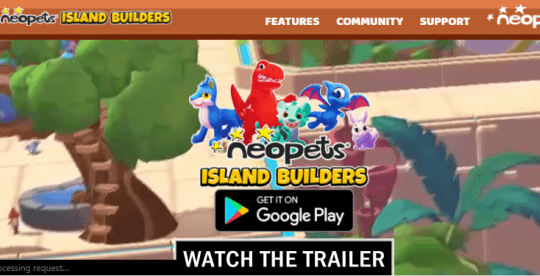 neopets ISLAND BUILDERS FEATURES COMMUNITY SUPPORT neop
neopets
ISLAND BUILDERS
GET IT ON
Google Play
WATCH THE TRAILER
ocessing request...